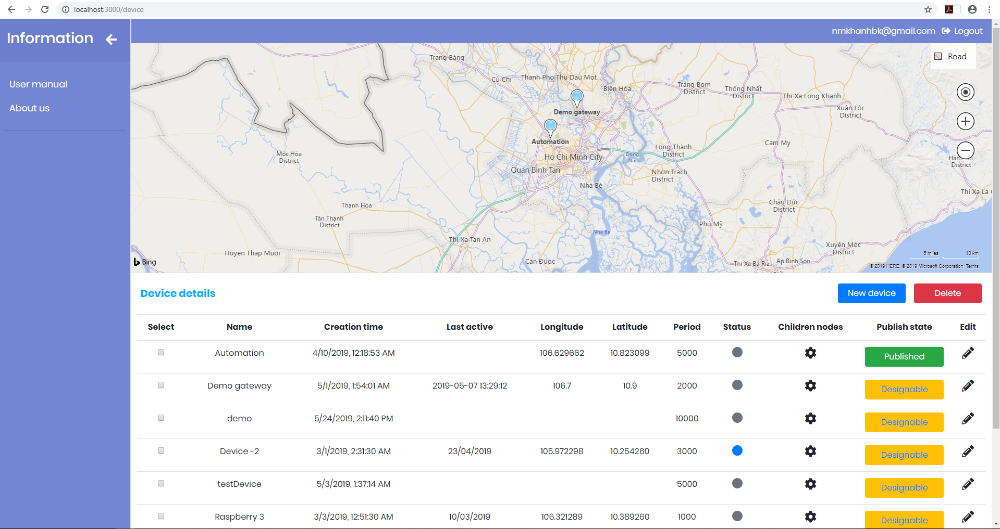 localhost:3000/device
Information
nmkhanhbk@gmail.com Logout
User manual
About us
Road
Trang Bàng
Củ Chi
Thanh Pho Thu Dau Mot
Biên Hòa
Trảng Bom
District
Thống Nhất
District
Thi Xa Long Khanh
Xuân Lộc
District
Demo gateway
Automation
Mộc Hóa
District
Ho Chi Minh City
Quan Binh Tan
Dong
Nai
Long Thành
District
Cam My
District
Nhơn Trạch
District
Nhà Bè
Thi Xa La
Thạnh Hóa
Tân Thạnh
District
Châu Đức
District
Phú Mỹ
Nha Be
Thi Xa Tan An
Huyen Thap Muoi
Xuyên Mộc
District
Cần Đuọc
Thi Xa Ba Ria
Ap Binh Son
Bing
5 miles 10 km
© 2019 HERE, © 2019 Microsoft Corporation Terms
Device details
New device
Delete
Select Name Creation time Last active Longitude Latitude Period Status Children nodes Publish state Edit
Automation 4/10/2019, 12:18:53 AM 106.629662 10.823099 5000 Published
Demo gateway 5/1/2019, 1:54:01 AM 2019-05-07 13:29:12 106.7 10.9 2000 Designable
demo 5/24/2019, 2:11:40 PM 10000 Designable
Device -2 3/1/2019, 2:31:30 AM 23/04/2019 105.972298 10.254260 3000 Designable
testDevice 5/3/2019, 1:37:14 AM 5000 Designable
Raspberry 3 3/3/2019, 12:51:30 AM 10/03/2019 106.321289 10.389260 1000 Designable